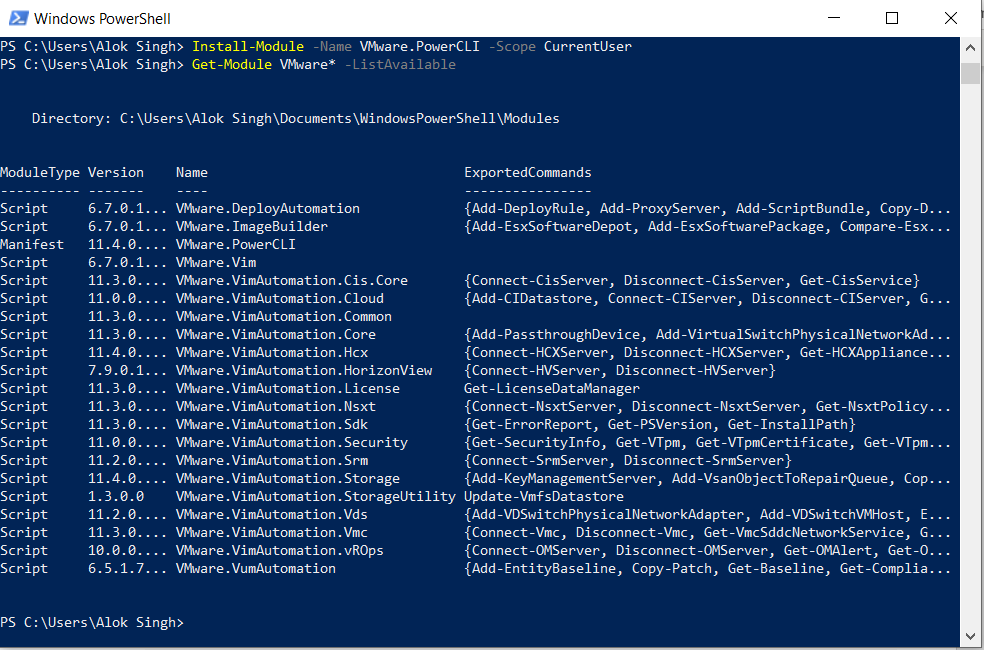 Windows PowerShell
PS C:\Users\Alok Singh> Install-Module -Name VMware.PowerCLI -Scope CurrentUser
PS C:\Users\Alok Singh> Get-Module VMware* -ListAvailable
Directory: C:\Users\Alok Singh\Documents\WindowsPowerShell\Modules
ModuleType Version    Name                                ExportedCommands
---------- -------    ----                                ----------------
Script     6.7.0.1... VMware.DeployAutomation             {Add-DeployRule, Add-ProxyServer, Add-ScriptBundle, Copy-D...
Script     6.7.0.1... VMware.ImageBuilder                 {Add-EsxSoftwareDepot, Add-EsxSoftwarePackage, Compare-Esx...
Manifest   11.4.0.... VMware.PowerCLI
Script     6.7.0.1... VMware.Vim
Script     11.3.0.... VMware.VimAutomation.Cis.Core       {Connect-CisServer, Disconnect-CisServer, Get-CisService}
Script     11.0.0.... VMware.VimAutomation.Cloud          {Add-CIDatastore, Connect-CIServer, Disconnect-CIServer, G...
Script     11.3.0.... VMware.VimAutomation.Common
Script     11.3.0.... VMware.VimAutomation.Core           {Add-PassthroughDevice, Add-VirtualSwitchPhysicalNetworkAd...
Script     11.4.0.... VMware.VimAutomation.Hcx            {Connect-HCXServer, Disconnect-HCXServer, Get-HCXAppliance...
Script     7.9.0.1... VMware.VimAutomation.HorizonView    {Connect-HVServer, Disconnect-HVServer}
Script     11.3.0.... VMware.VimAutomation.License        Get-LicenseDataManager
Script     11.3.0.... VMware.VimAutomation.Nsxt           {Connect-NsxtServer, Disconnect-NsxtServer, Get-NsxtPolicy...
Script     11.3.0.... VMware.VimAutomation.Sdk            {Get-ErrorReport, Get-PSVersion, Get-InstallPath}
Script     11.0.0.... VMware.VimAutomation.Security       {Get-SecurityInfo, Get-VTpm, Get-VTpmCertificate, Get-VTpm...
Script     11.2.0.... VMware.VimAutomation.Srm            {Connect-SrmServer, Disconnect-SrmServer}
Script     11.4.0.... VMware.VimAutomation.Storage        {Add-KeyManagementServer, Add-VsanObjectToRepairQueue, Cop...
Script     1.3.0.0    VMware.VimAutomation.StorageUtility Update-VmfsDatastore
Script     11.2.0.... VMware.VimAutomation.Vds            {Add-VDSwitchPhysicalNetworkAdapter, Add-VDSwitchVMHost, E...
Script     11.3.0.... VMware.VimAutomation.Vmc            {Connect-Vmc, Disconnect-Vmc, Get-VmcSddcNetworkService, G...
Script     10.0.0.... VMware.VimAutomation.vROps          {Connect-OMServer, Disconnect-OMServer, Get-OMAlert, Get-O...
Script     6.5.1.7... VMware.VumAutomation                {Add-EntityBaseline, Copy-Patch, Get-Baseline, Get-Complia...
PS C:\Users\Alok Singh>